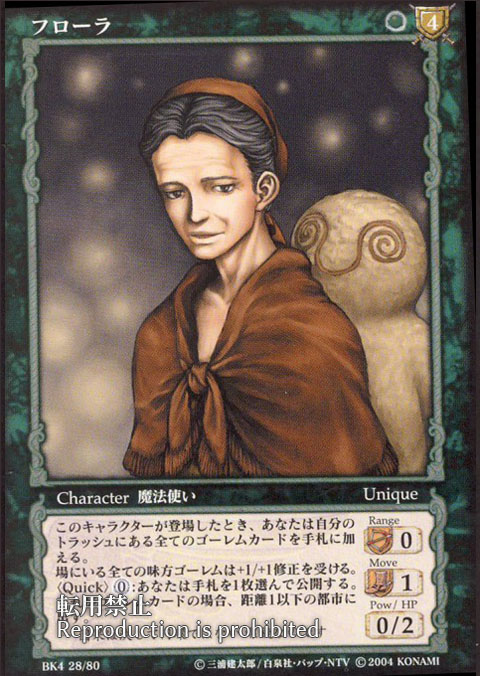 フローラ
4
Character 魔法使い
Unique
このキャラクターが登場したとき、あなたは自分の
トラッシュにある全てのゴーレムカードを手札に加
える。
場にいる全ての味方ゴーレムは+1/+1修正を受ける。
〈Quick〉⓪:あなたは手札を1枚選んで公開する。
カードの場合、距離1以下の都市に
Range
0
Move
1
Pow/ HP
0/2
転用禁止
Reproduction is prohibited
BK4 28/80
©三浦建太郎/白泉社・バップ・NTV ©2004 KONAMI